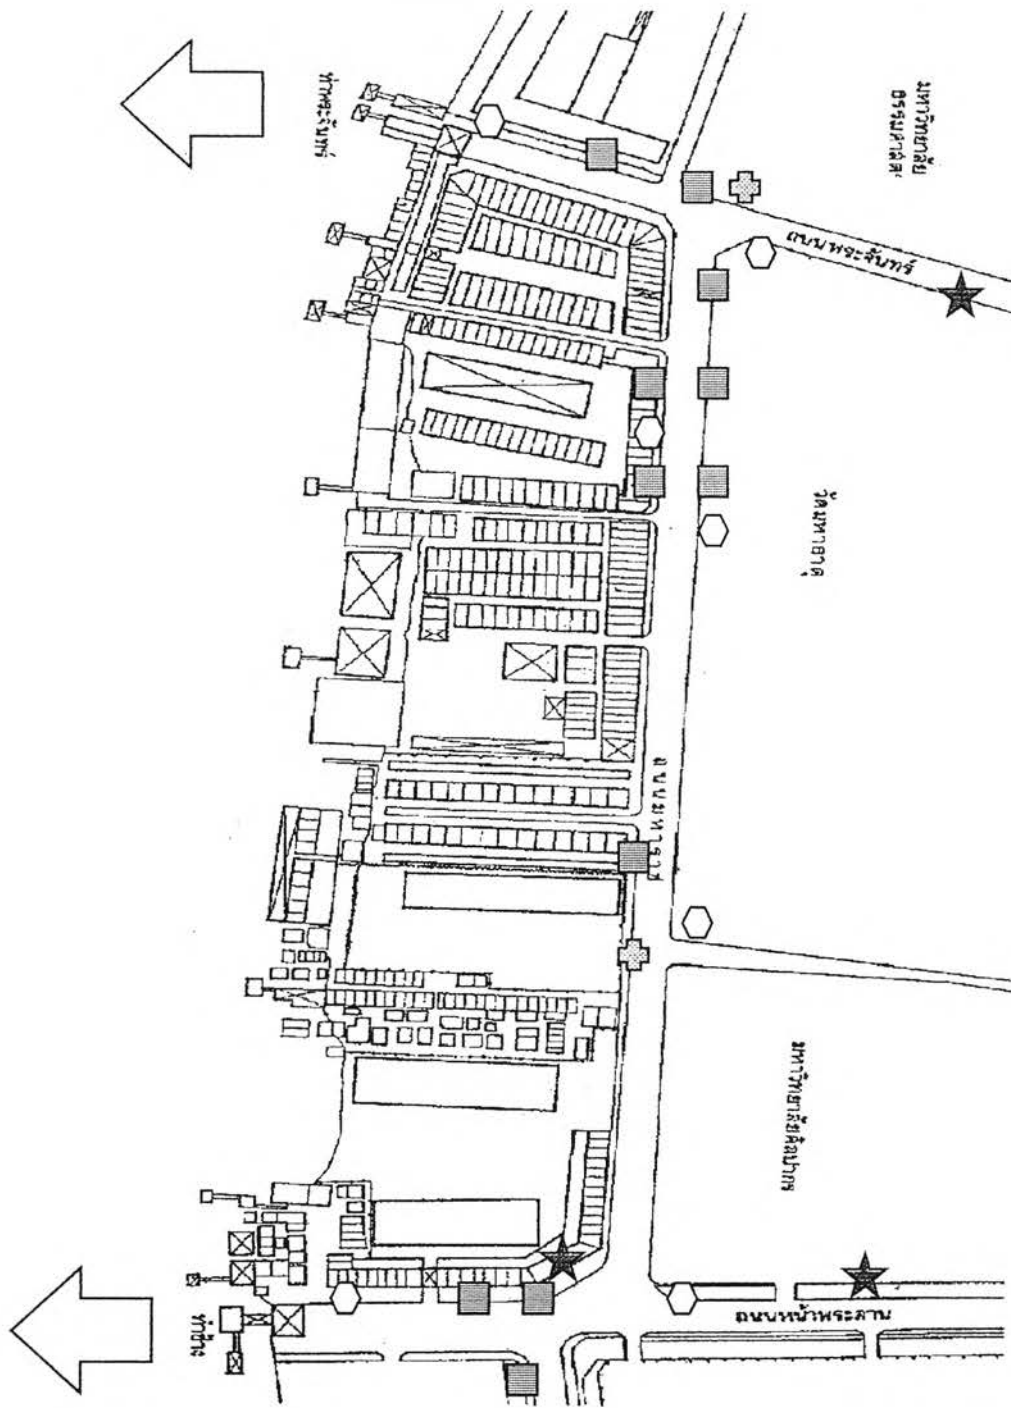 ท่าพระจันทร์
มหาวิทยาลัย
ธรรมศาสตร์
ถนนพระจันทร์
วัดมหาธาตุ
ถนนมหาราช
มหาวิทยาลัยศิลปากร
ถนนหน้าพระลาน
ท่าช้าง